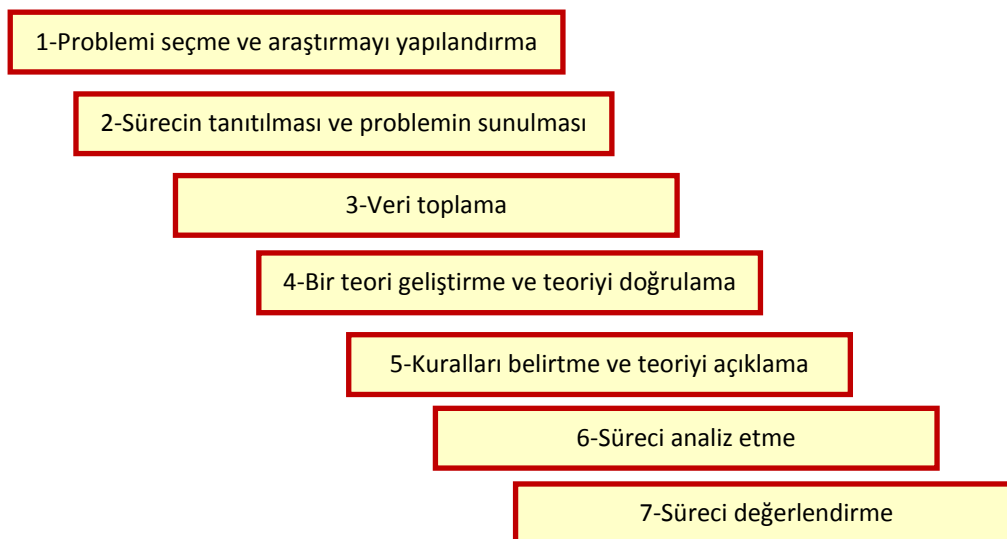 1-Problemi seçme ve araştırmayı yapılandırma
2-Sürecin tanıtılması ve problemin sunulması
3-Veri toplama
4-Bir teori geliştirme ve teoriyi doğrulama
5-Kuralları belirtme ve teoriyi açıklama
6-Süreci analiz etme
7-Süreci değerlendirme